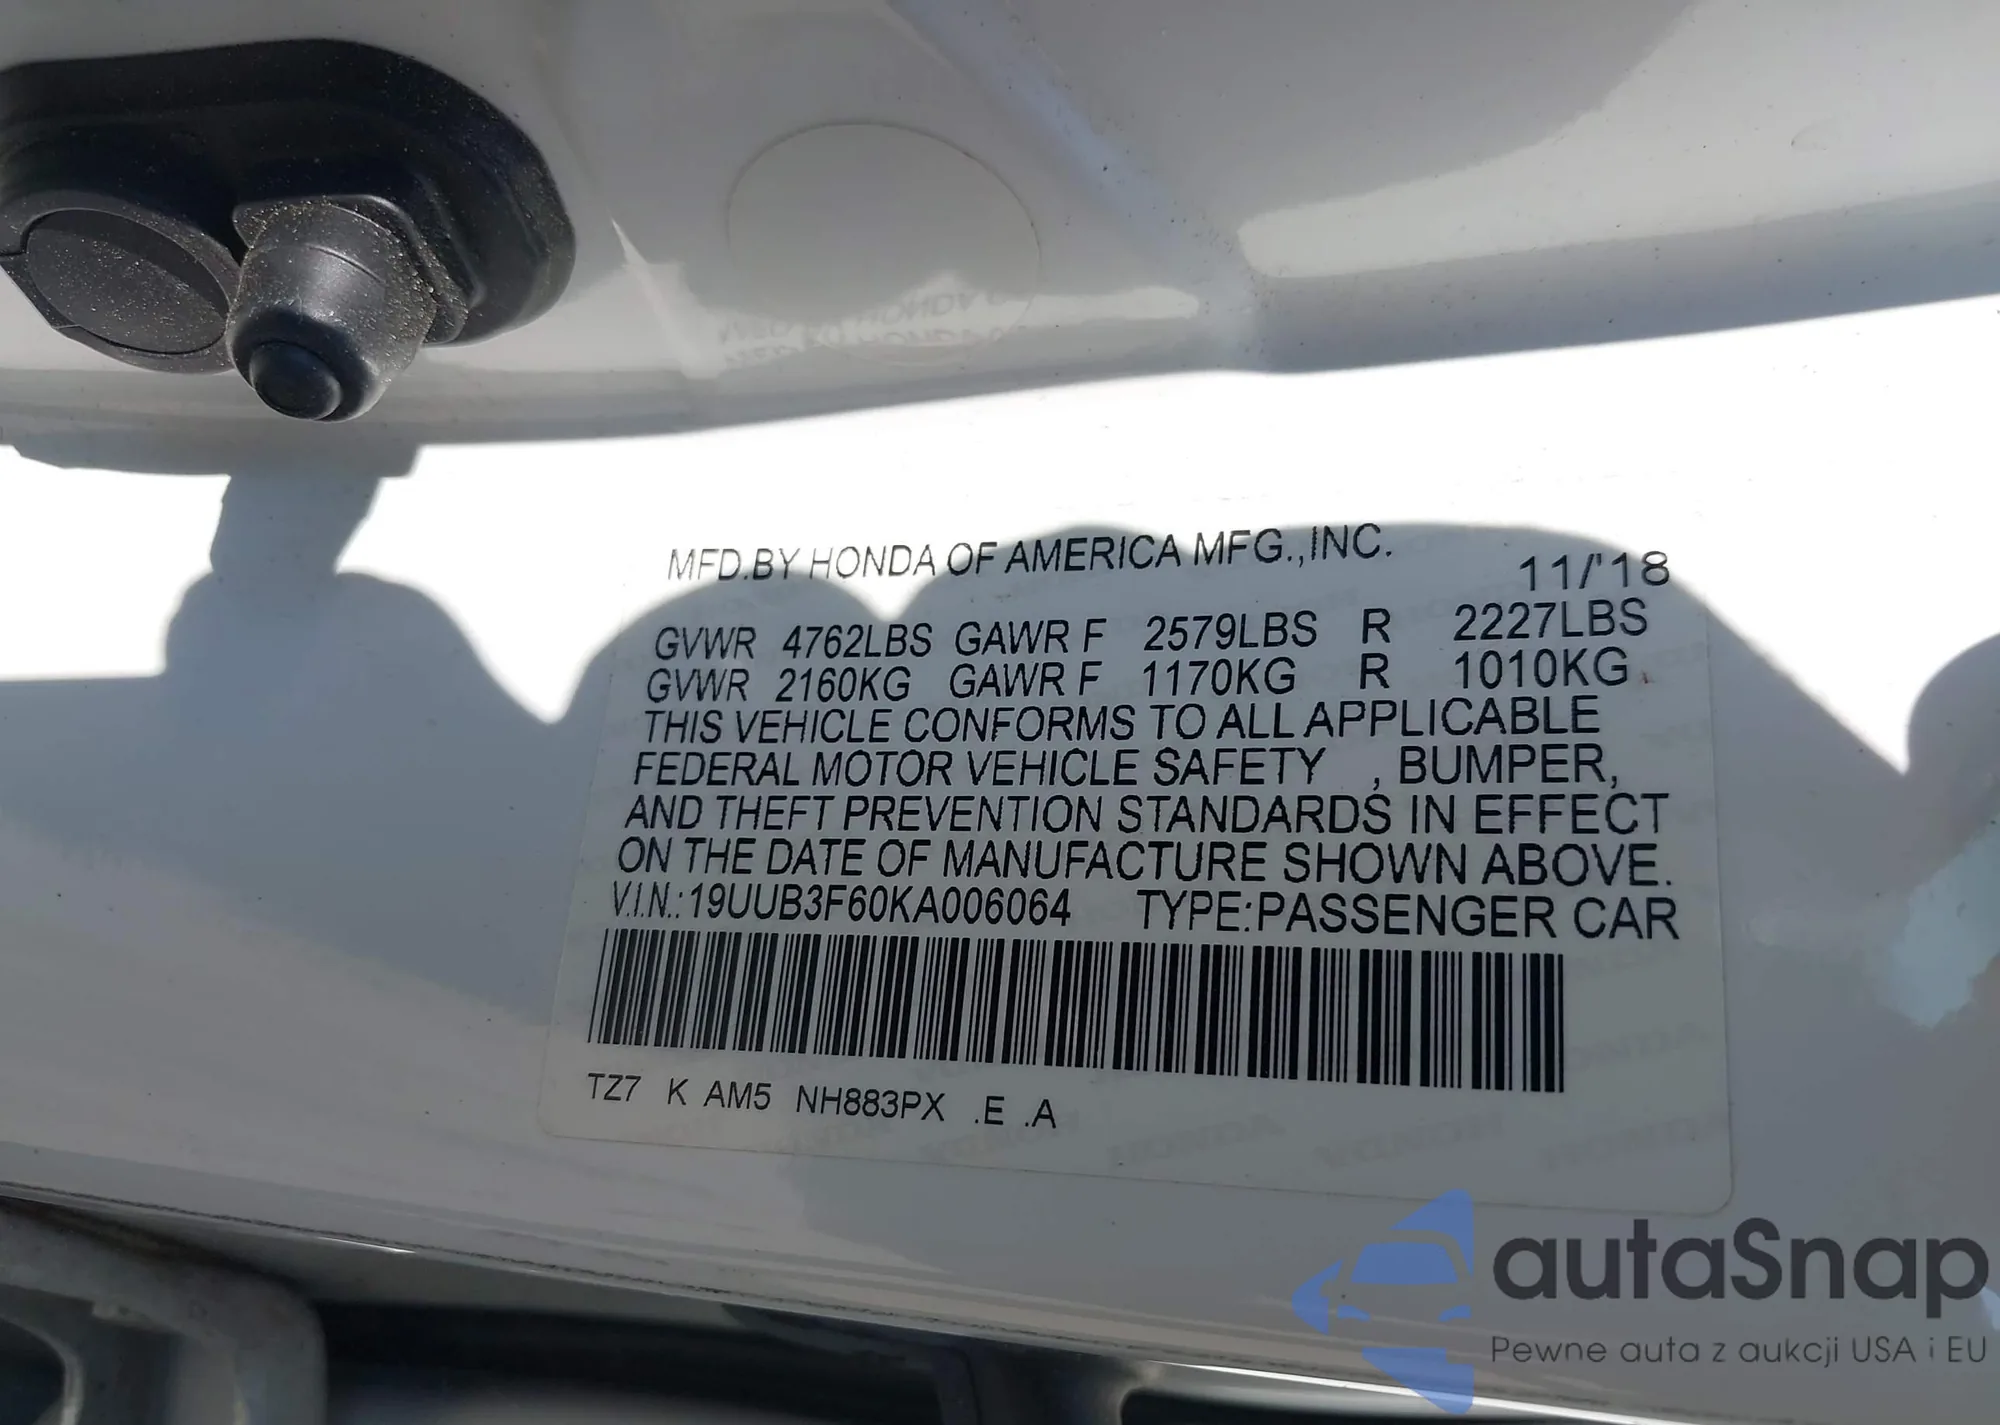 MFD.BY HONDA OF AMERICA MFG.,INC.
11/'18
GVWR 4762LBS GAWR F 2579LBS R 2227LBS
GVWR 2160KG GAWR F 1170KG R 1010KG
THIS VEHICLE CONFORMS TO ALL APPLICABLE
FEDERAL MOTOR VEHICLE SAFETY , BUMPER,
AND THEFT PREVENTION STANDARDS IN EFFECT
ON THE DATE OF MANUFACTURE SHOWN ABOVE.
V.I.N.:19UUB3F60KA006064 TYPE:PASSENGER CAR
TZ7 K AM5 NH883PX .E .A
autaSnap
Pewne auta z aukcji USA i EU